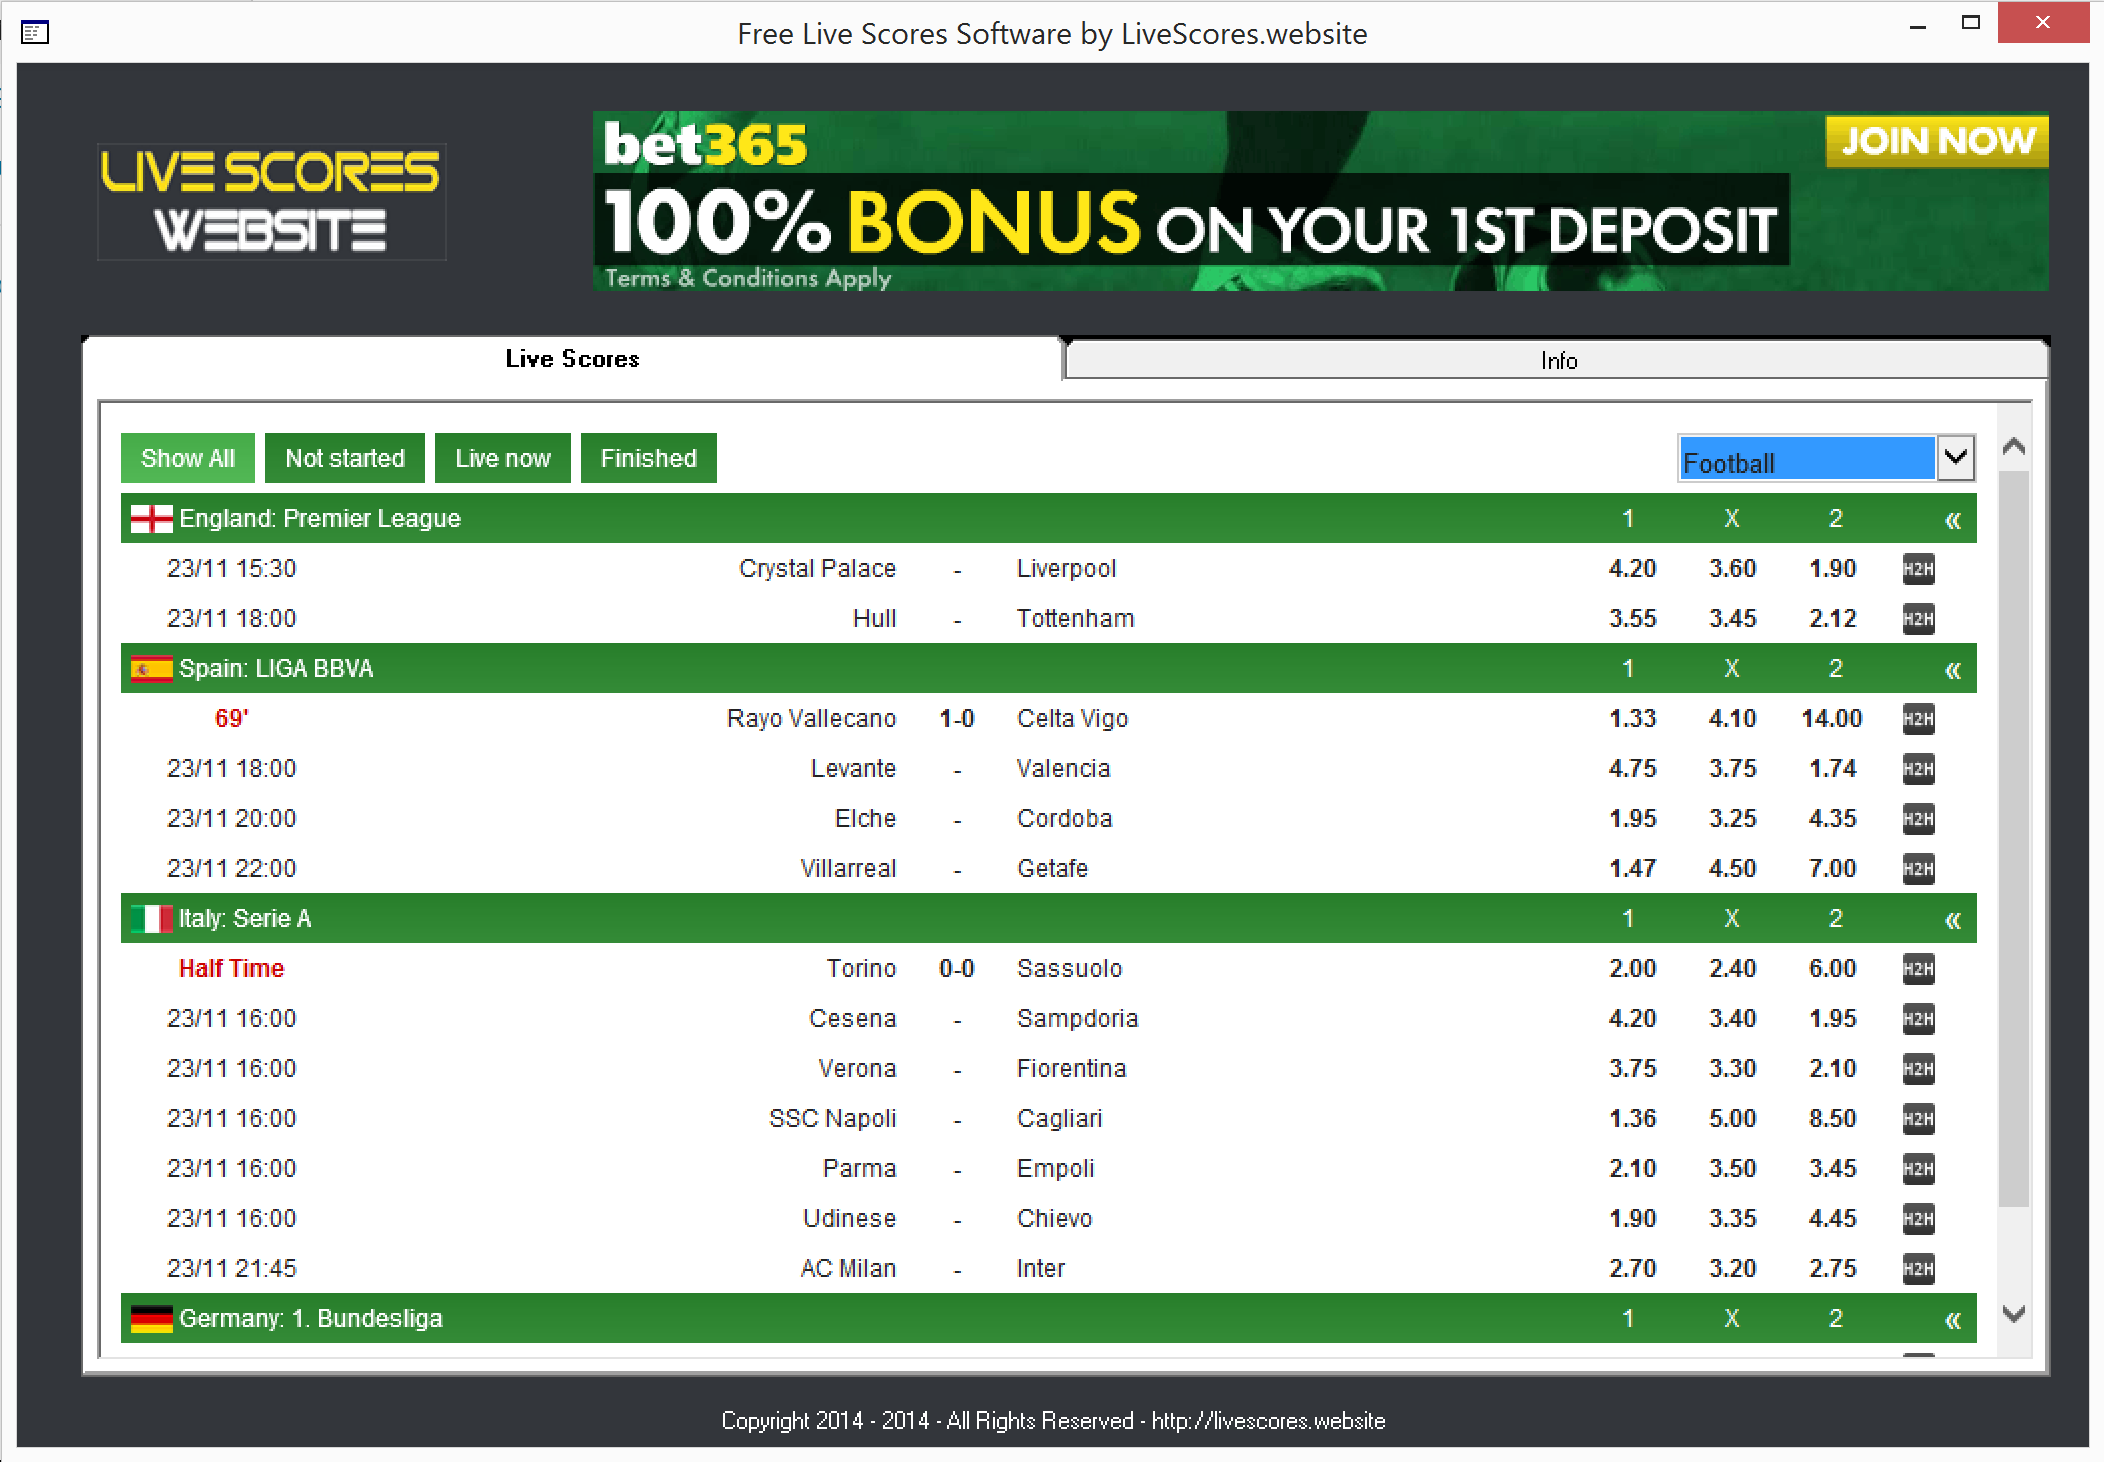 Free Live Scores Software by LiveScores.website
LIVE SCORES
WEBSITE
bet365
JOIN NOW
100% BONUS ON YOUR 1ST DEPOSIT
Terms & Conditions Apply
Live Scores
Info
Show All Not started Live now Finished Football
England: Premier League 1 X 2 «
23/11 15:30 Crystal Palace - Liverpool 4.20 3.60 1.90 H2H
23/11 18:00 Hull - Tottenham 3.55 3.45 2.12 H2H
Spain: LIGA BBVA 1 X 2 «
69' Rayo Vallecano 1-0 Celta Vigo 1.33 4.10 14.00 H2H
23/11 18:00 Levante - Valencia 4.75 3.75 1.74 H2H
23/11 20:00 Elche - Cordoba 1.95 3.25 4.35 H2H
23/11 22:00 Villarreal - Getafe 1.47 4.50 7.00 H2H
Italy: Serie A 1 X 2 «
Half Time Torino 0-0 Sassuolo 2.00 2.40 6.00 H2H
23/11 16:00 Cesena - Sampdoria 4.20 3.40 1.95 H2H
23/11 16:00 Verona - Fiorentina 3.75 3.30 2.10 H2H
23/11 16:00 SSC Napoli - Cagliari 1.36 5.00 8.50 H2H
23/11 16:00 Parma - Empoli 2.10 3.50 3.45 H2H
23/11 16:00 Udinese - Chievo 1.90 3.35 4.45 H2H
23/11 21:45 AC Milan - Inter 2.70 3.20 2.75 H2H
Germany: 1. Bundesliga 1 X 2 «
Copyright 2014 - 2014 - All Rights Reserved - http://livescores.website